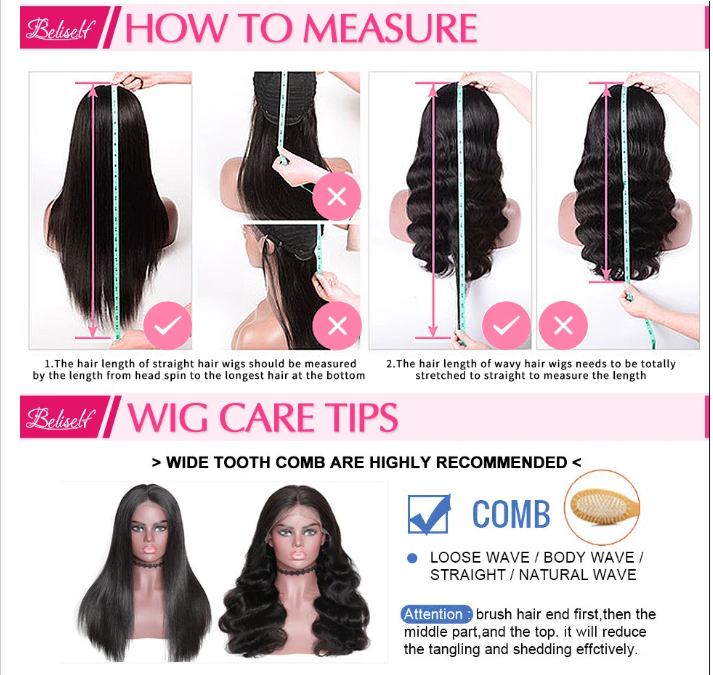 Beliself HOW TO MEASURE
1.The hair length of straight hair wigs should be measured
by the length from head spin to the longest hair at the bottom
2.The hair length of wavy hair wigs needs to be totally
stretched to straight to measure the length
Beliself WIG CARE TIPS
> WIDE TOOTH COMB ARE HIGHLY RECOMMENDED <
COMB
LOOSE WAVE / BODY WAVE /
STRAIGHT / NATURAL WAVE
Attention : brush hair end first,then the
middle part,and the top. it will reduce
the tangling and shedding effctively.